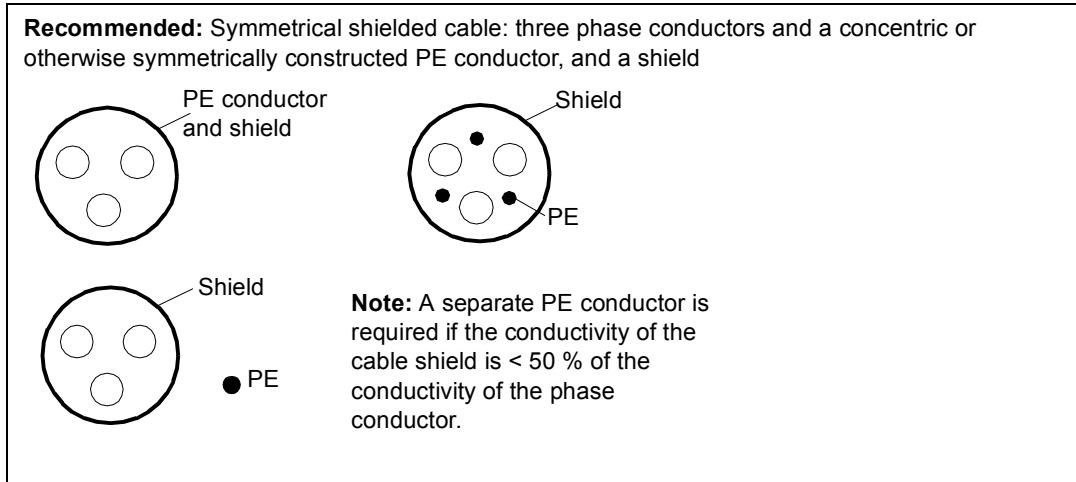 Recommended: Symmetrical shielded cable: three phase conductors and a concentric or
otherwise symmetrically constructed PE conductor, and a shield
PE conductor
and shield
Shield
PE
Shield
PE
Note: A separate PE conductor is
required if the conductivity of the
cable shield is < 50 % of the
conductivity of the phase
conductor.